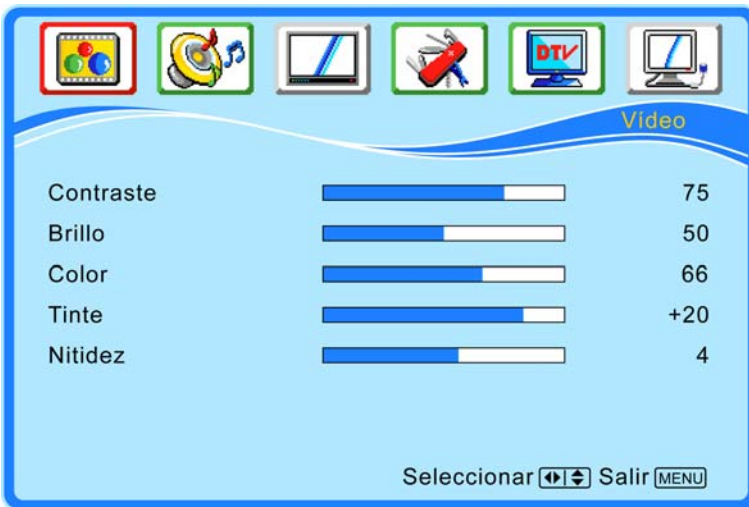 DTV
Vídeo
Contraste 75
Brillo 50
Color 66
Tinte +20
Nitidez 4
Seleccionar Salir MENU